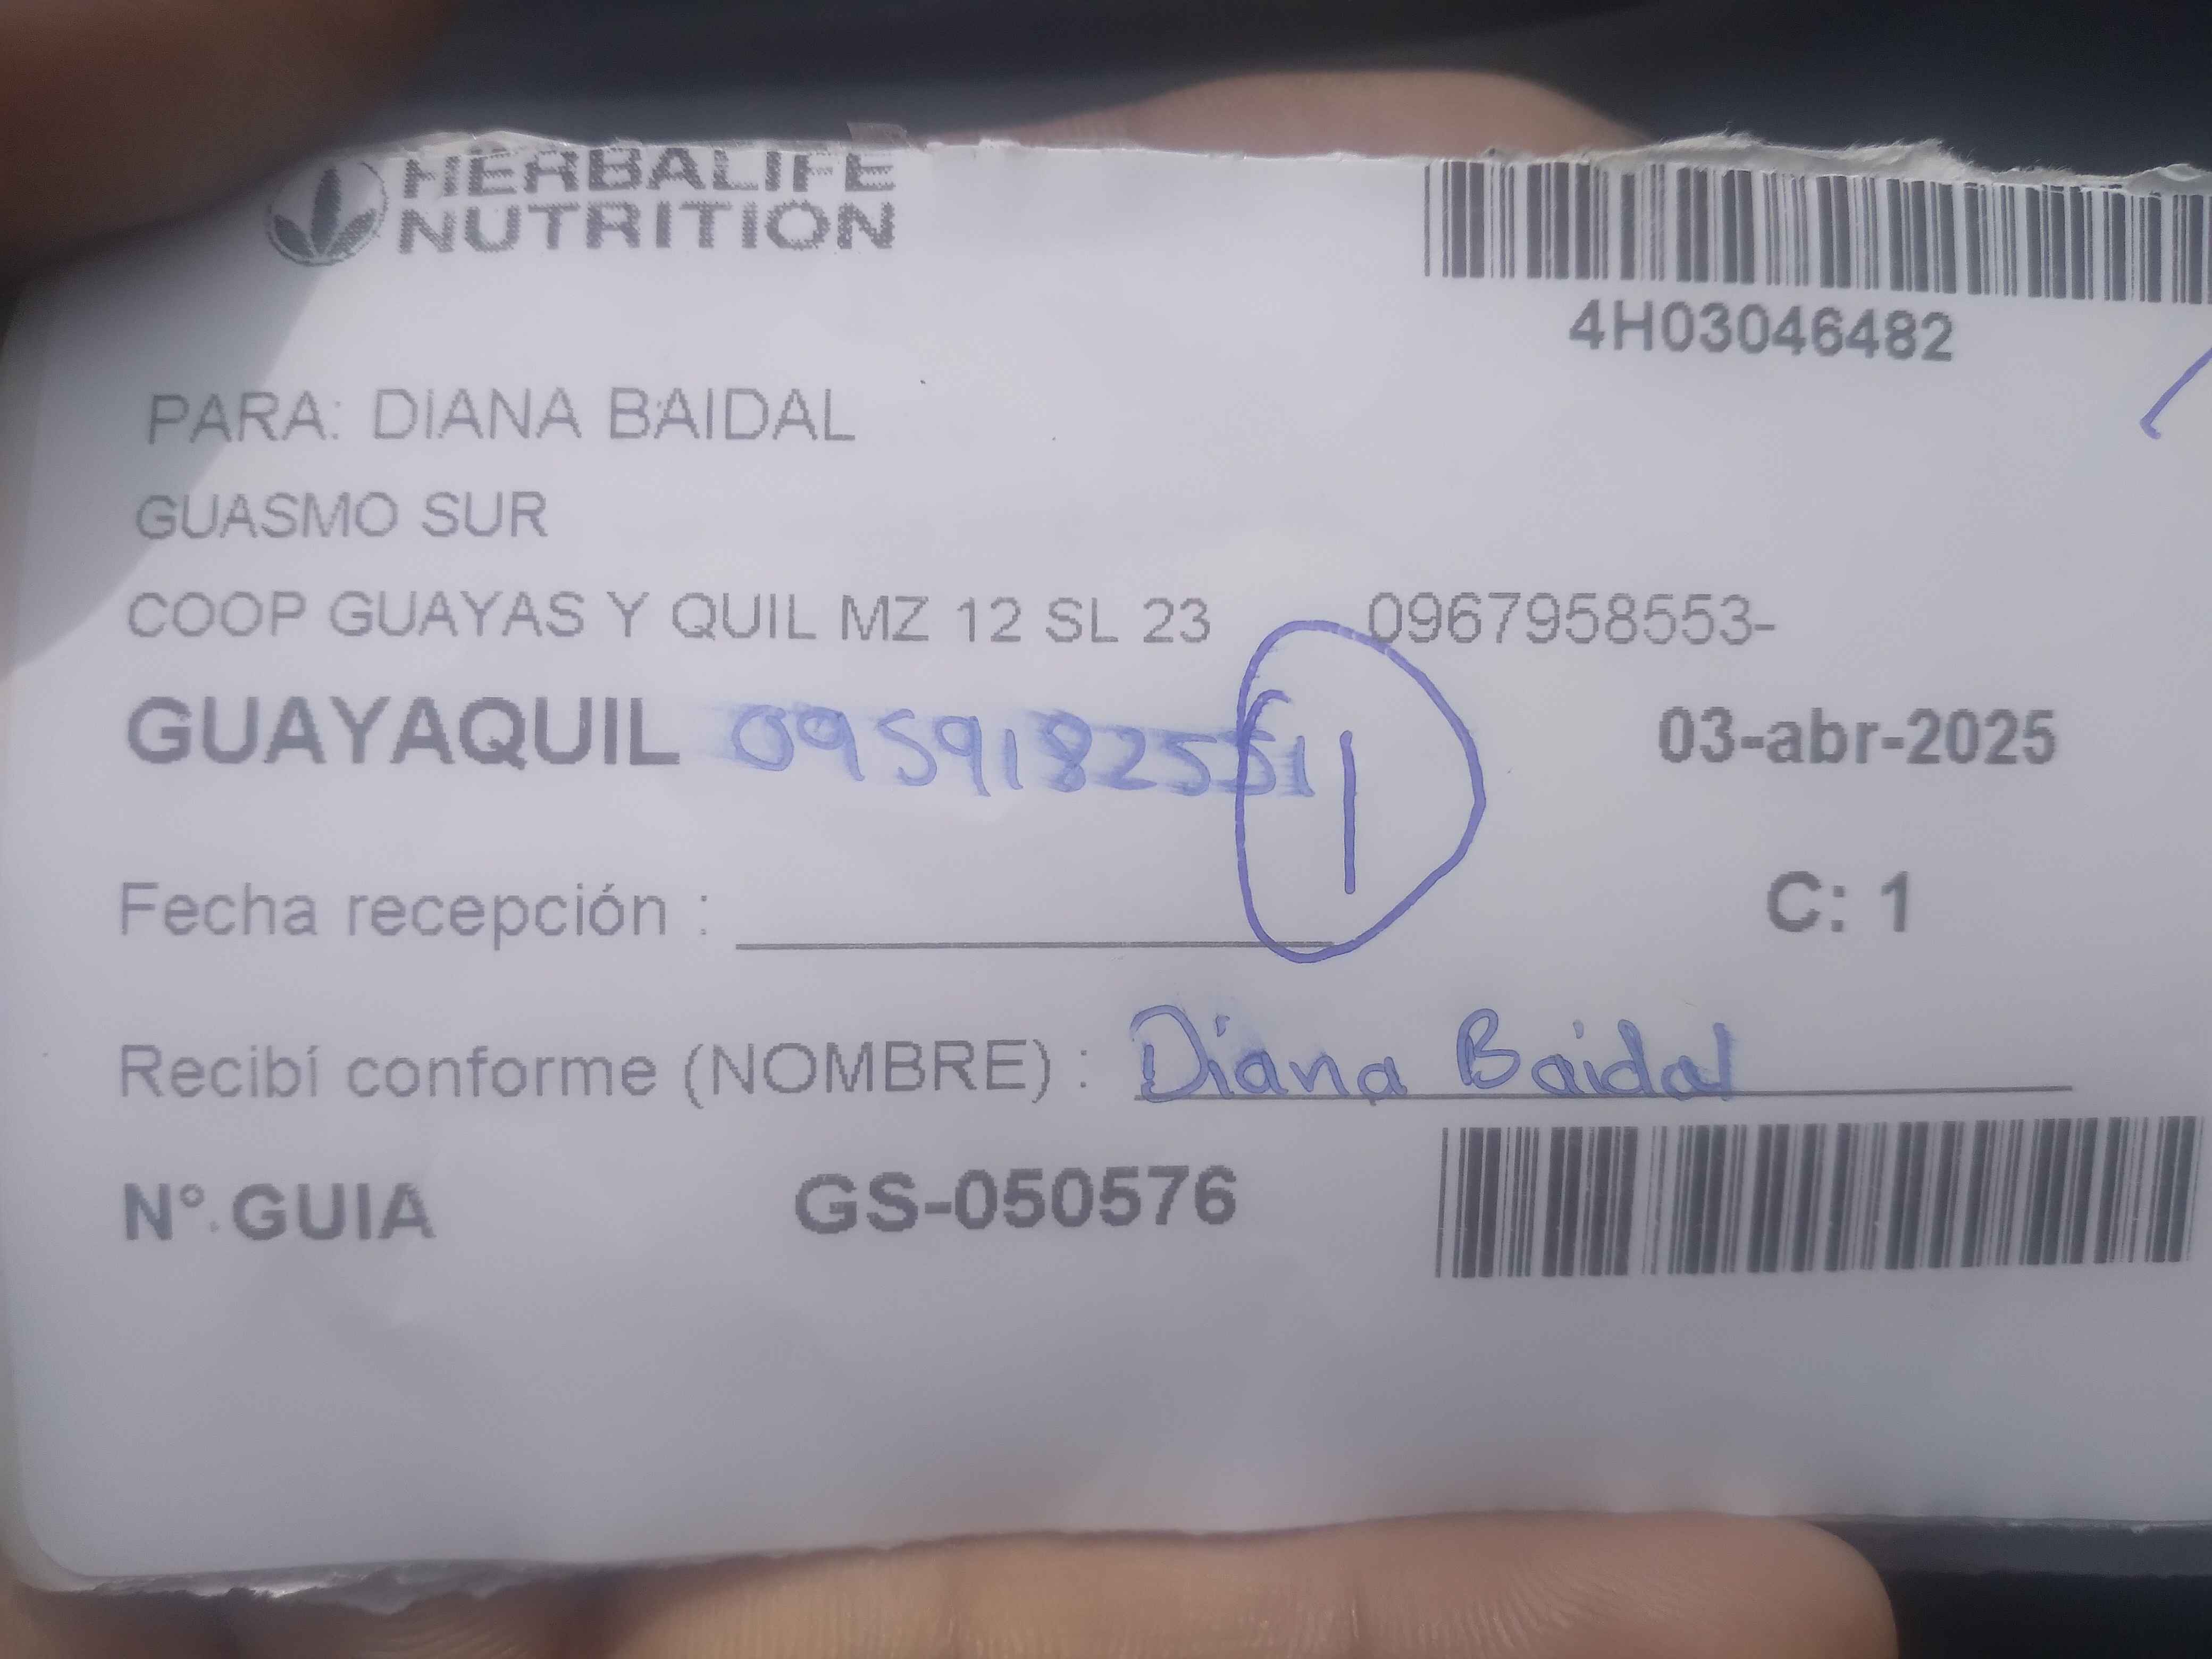 HERBALIFE
NUTRITION
4H03046482
PARA: DIANA BAIDAL
GUASMO SUR
COOP GUAYAS Y QUIL MZ 12 SL 23 0967958553-
GUAYAQUIL 0959182551 1 03-abr-2025
Fecha recepción : C: 1
Recibí conforme (NOMBRE) : Diana Baidal
N°.GUIA GS-050576